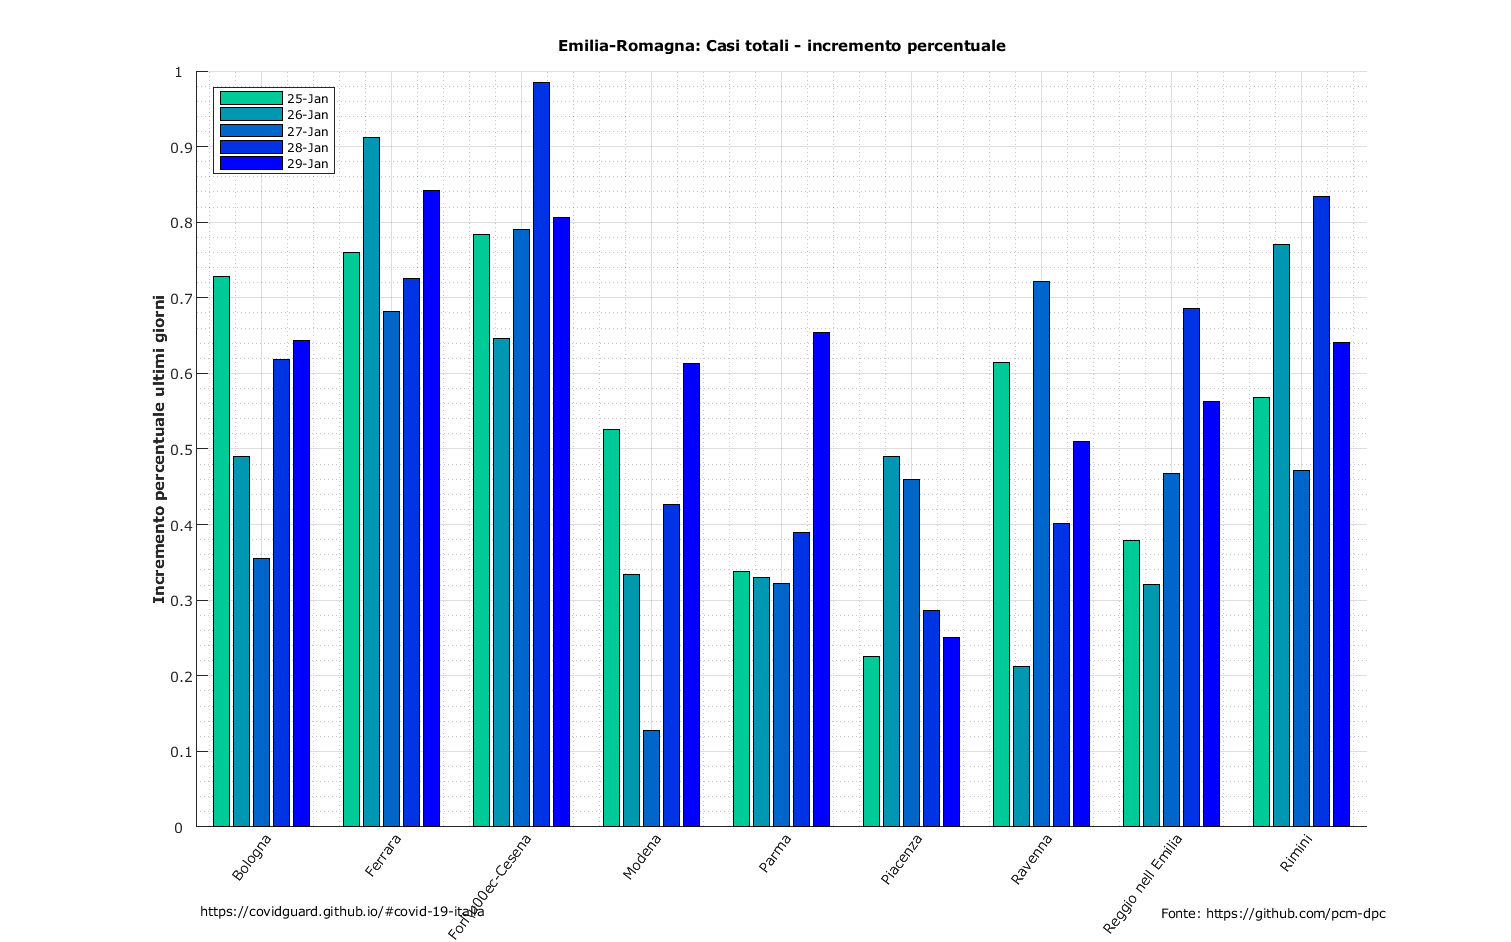 Emilia-Romagna: Casi totali - incremento percentuale
Incremento percentuale ultimi giorni
1
0.9
0.8
0.7
0.6
0.5
0.4
0.3
0.2
0.1
0
25-Jan
26-Jan
27-Jan
28-Jan
29-Jan
Bologna
Ferrara
Modena
Parma
Piacenza
Ravenna
Reggio nell Emilia
Rimini
https://covidguard.github.io/#covid-19-italia
Fonte: https://github.com/pcm-dpc